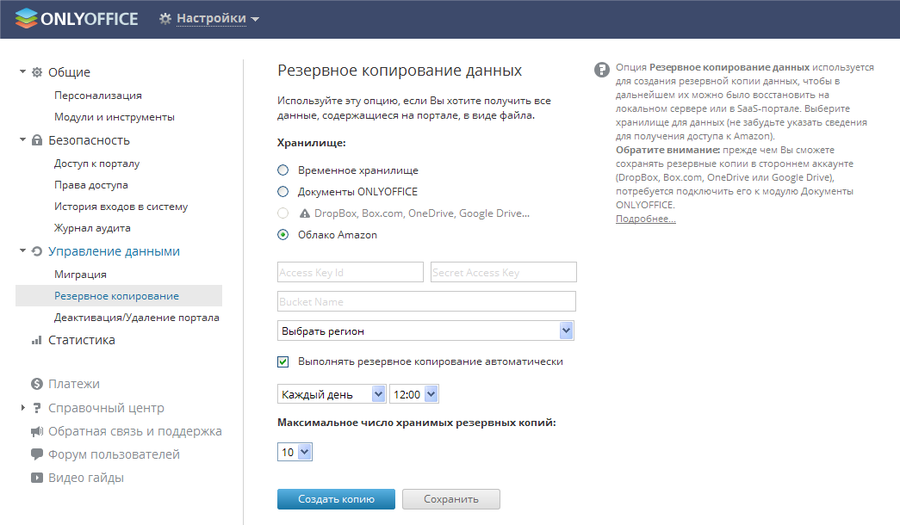 ONLYOFFICE
Настройки
Общие
Персонализация
Модули и инструменты
Безопасность
Доступ к порталу
Права доступа
История входов в систему
Журнал аудита
Управление данными
Миграция
Резервное копирование
Деактивация/Удаление портала
Статистика
Платежи
Справочный центр
Обратная связь и поддержка
Форум пользователей
Видео гайды
Резервное копирование данных
Используйте эту опцию, если Вы хотите получить все
данные, содержащиеся на портале, в виде файла.
Хранилище:
Временное хранилище
Документы ONLYOFFICE
DropBox, Box.com, OneDrive, Google Drive...
Облако Amazon
Access Key Id
Secret Access Key
Bucket Name
Выбрать регион
Выполнять резервное копирование автоматически
Каждый день
12:00
Максимальное число хранимых резервных копий:
10
Создать копию
Сохранить
Опция Резервное копирование данных используется
для создания резервной копии данных, чтобы в
дальнейшем их можно было восстановить на
локальном сервере или в SaaS-портале. Выберите
хранилище для данных (не забудьте указать сведения
для получения доступа к Amazon).
Обратите внимание: прежде чем Вы сможете
сохранять резервные копии в стороннем аккаунте
(DropBox, Box.com, OneDrive или Google Drive),
потребуется подключить его к модулю Документы
ONLYOFFICE.
Подробнее...